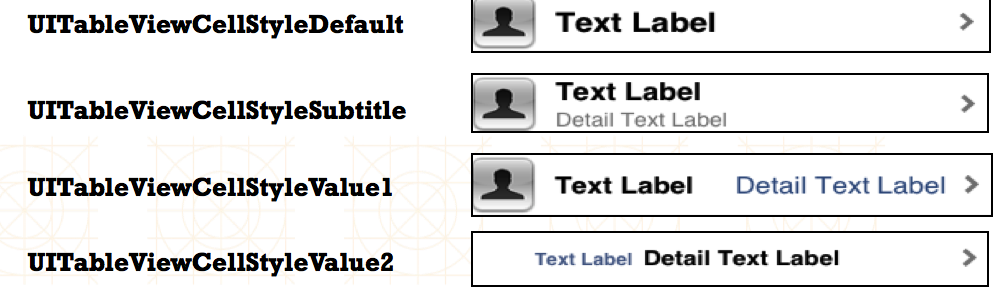 UITableViewCellStyleDefault Text Label
UITableViewCellStyleSubtitle Text Label
Detail Text Label
UITableViewCellStyleValue1 Text Label Detail Text Label
UITableViewCellStyleValue2 Text Label Detail Text Label